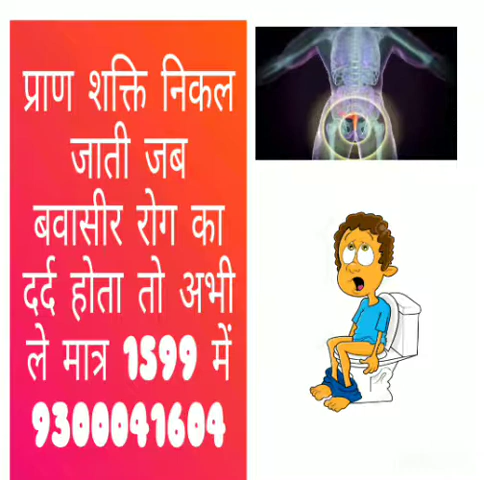 प्राण शक्ति निकल
जाती जब
बवासीर रोग का
दर्द होता तो अभी
ले मात्र 1599 में
9300041604